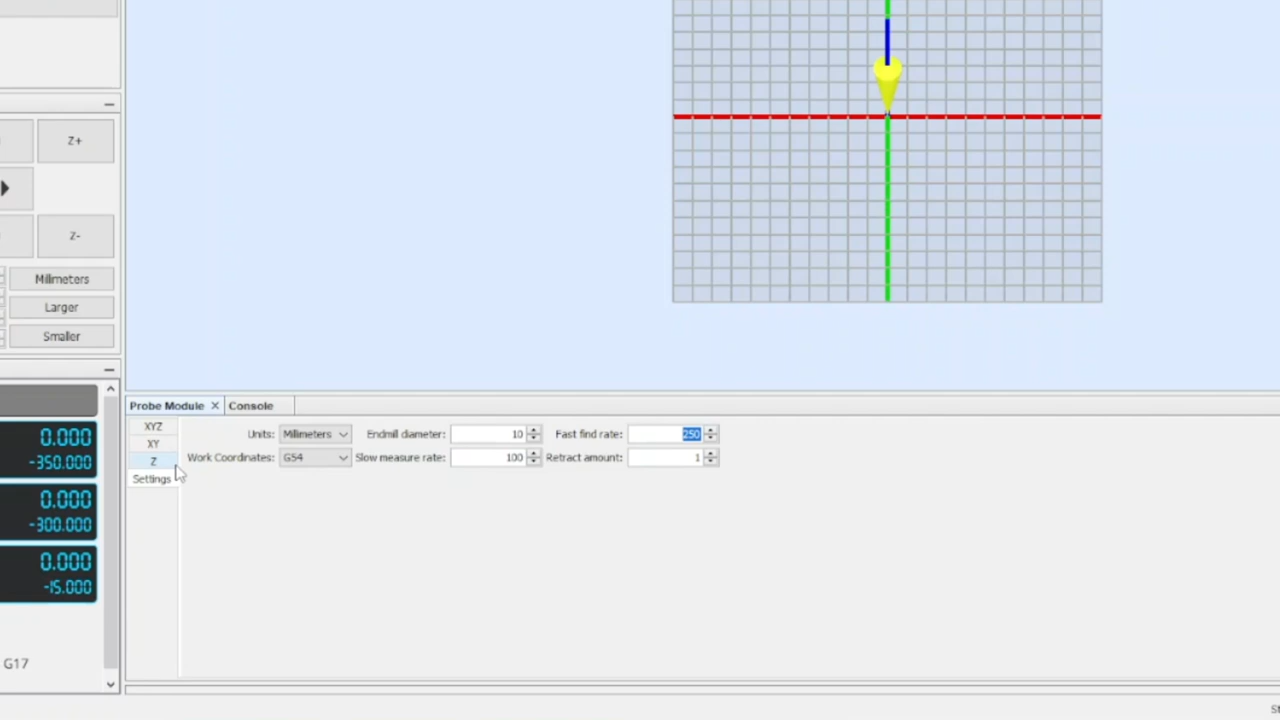 Z+
Z-
Milimeters
Larger
Smaller
Probe Module X Console
XYZ
XY
Z
Settings
Units: Milimeters Endmill diameter: 10 Fast find rate: 250
Work Coordinates: G54 Slow measure rate: 100 Retract amount: 1
0.000
-350.000
0.000
-300.000
0.000
-15.000
G17